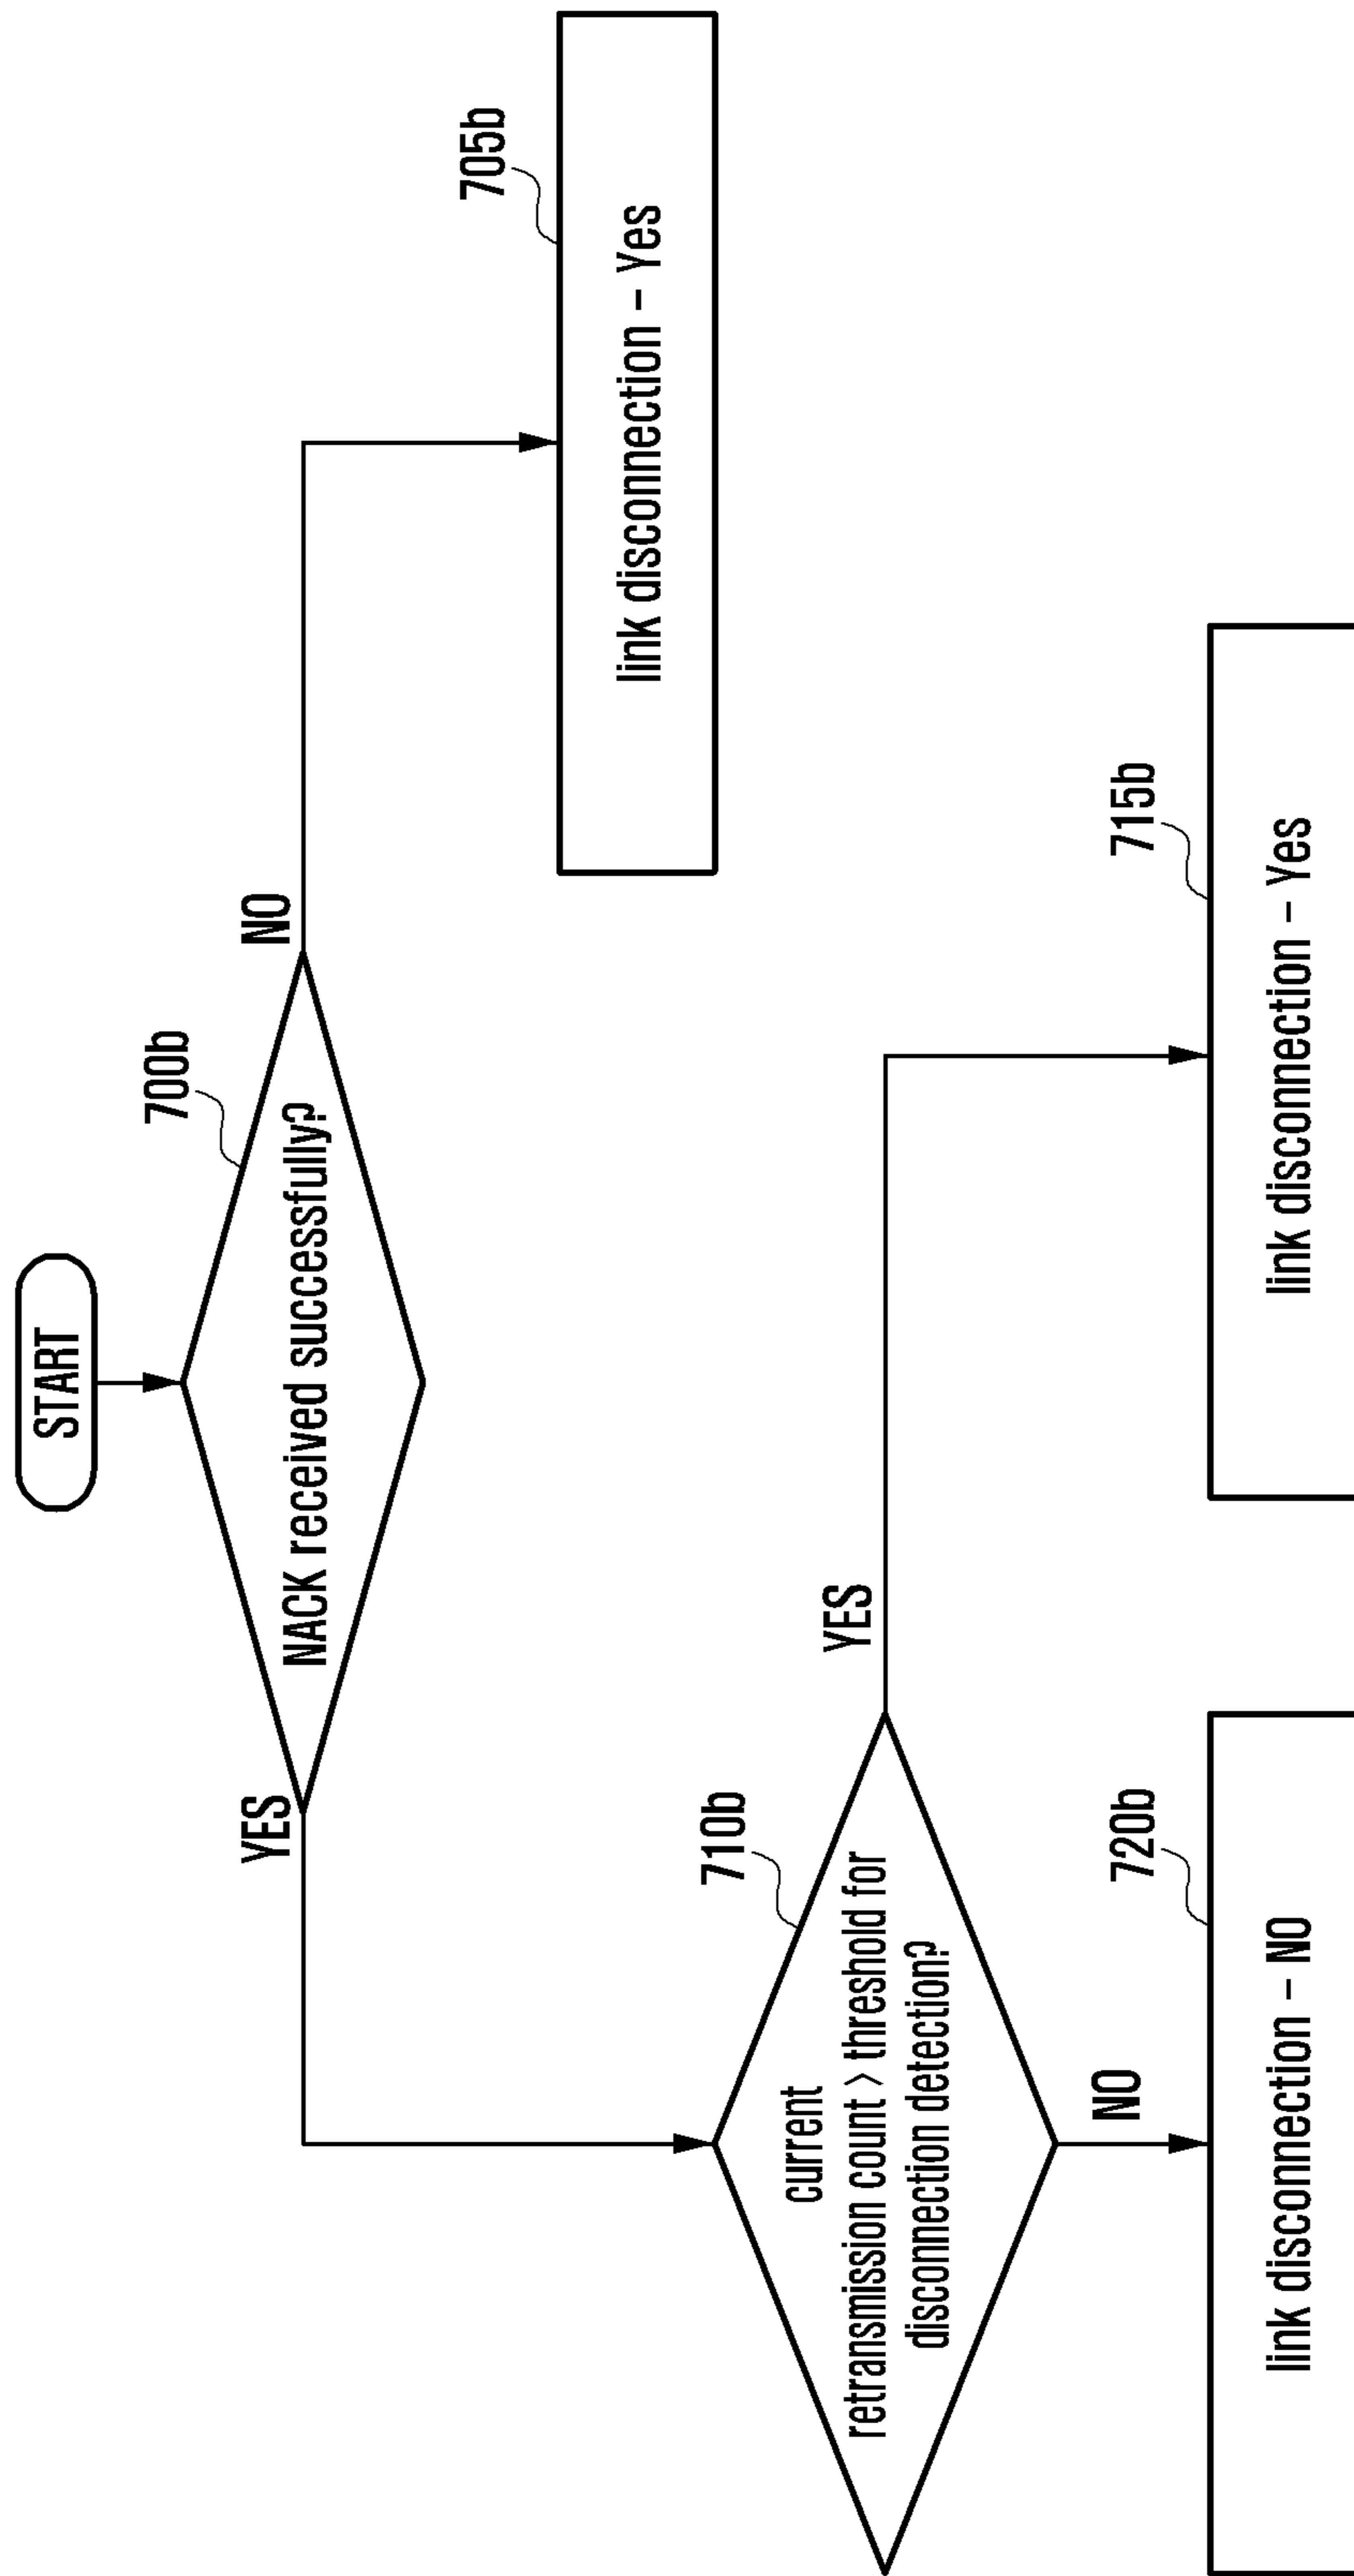 START
700b
NACK received successfully?
YES
NO
705b
link disconnection – Yes
710b
current
retransmission count > threshold for
disconnection detection?
YES
NO
715b
link disconnection – Yes
720b
link disconnection – NO